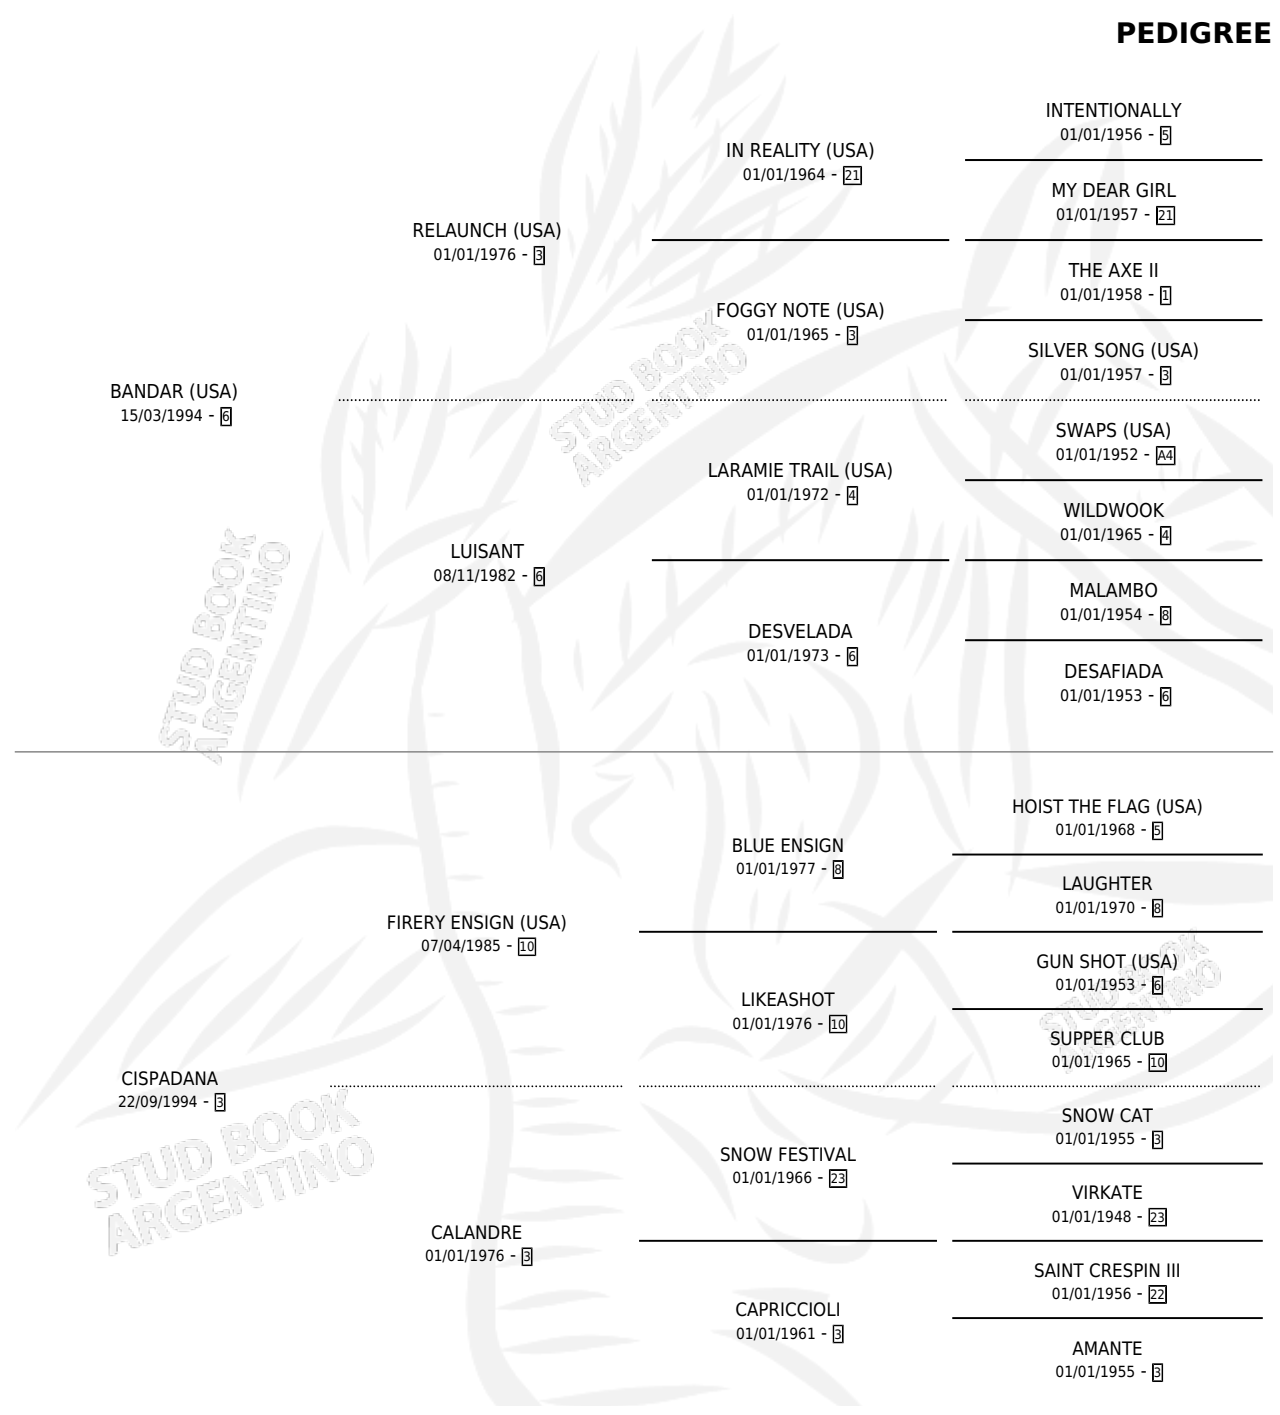 PEDIGREE
INTENTIONALLY
01/01/1956 - 5
IN REALITY (USA)
01/01/1964 - 21
MY DEAR GIRL
01/01/1957 - 21
RELAUNCH (USA)
01/01/1976 - 3
THE AXE II
01/01/1958 - 1
FOGGY NOTE (USA)
01/01/1965 - 3
SILVER SONG (USA)
01/01/1957 - 3
BANDAR (USA)
15/03/1994 - 6
SWAPS (USA)
01/01/1952 - A4
LARAMIE TRAIL (USA)
01/01/1972 - 4
WILDWOOK
01/01/1965 - 4
LUISANT
08/11/1982 - 6
MALAMBO
01/01/1954 - 8
DESVELADA
01/01/1973 - 6
DESAFIADA
01/01/1953 - 6
HOIST THE FLAG (USA)
01/01/1968 - 5
BLUE ENSIGN
01/01/1977 - 8
LAUGHTER
01/01/1970 - 8
FIRERY ENSIGN (USA)
07/04/1985 - 10
GUN SHOT (USA)
01/01/1953 - 6
LIKEASHOT
01/01/1976 - 10
SUPPER CLUB
01/01/1965 - 10
CISPADANA
22/09/1994 - 3
SNOW CAT
01/01/1955 - 3
SNOW FESTIVAL
01/01/1966 - 23
VIRKATE
01/01/1948 - 23
CALANDRE
01/01/1976 - 3
SAINT CRESPIN III
01/01/1956 - 22
CAPRICCIOLI
01/01/1961 - 3
AMANTE
01/01/1955 - 3
STUD BOOK
ARGENTINO
STUD BOOK
ARGENTINO
STUD BOOK
ARGENTINO
STUD BOOK
ARGENTINO